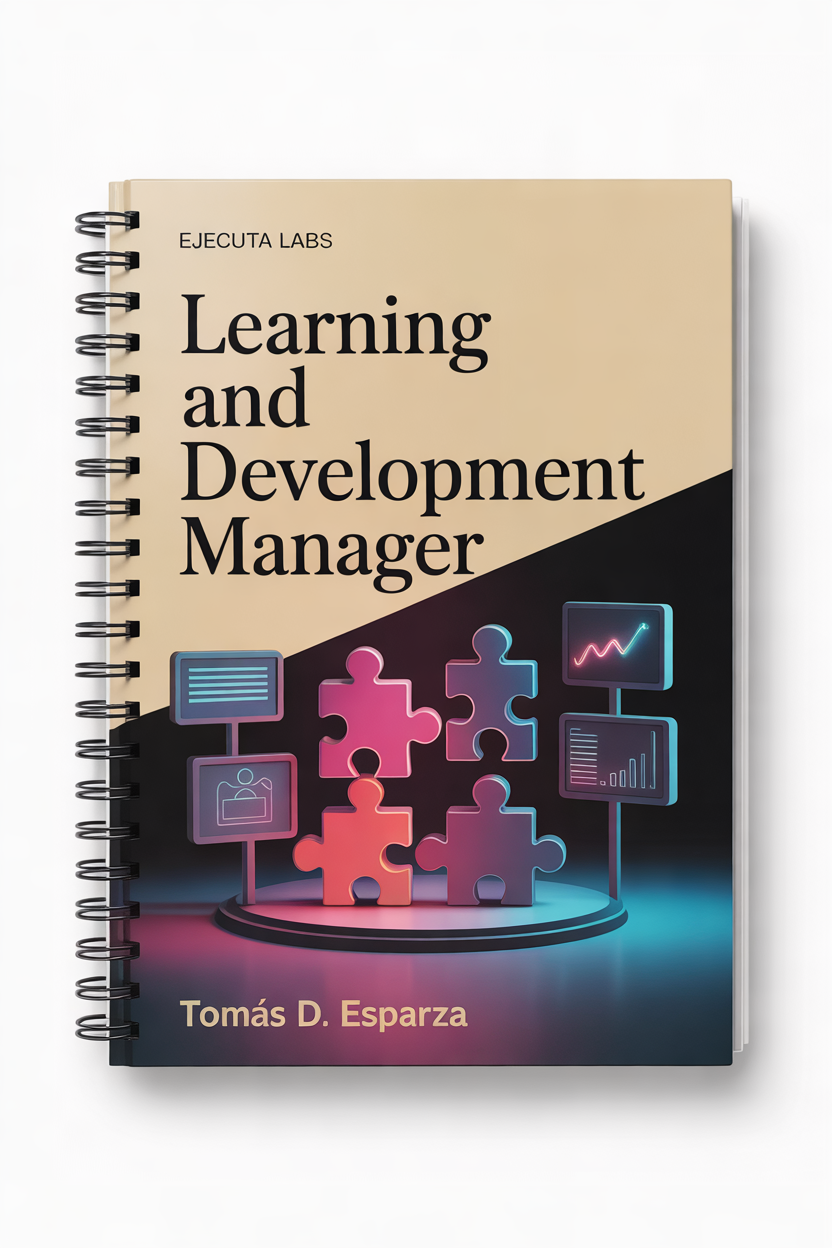 EJECUTA LABS
Learning
and
Development
Manager
Tomás D. Esparza